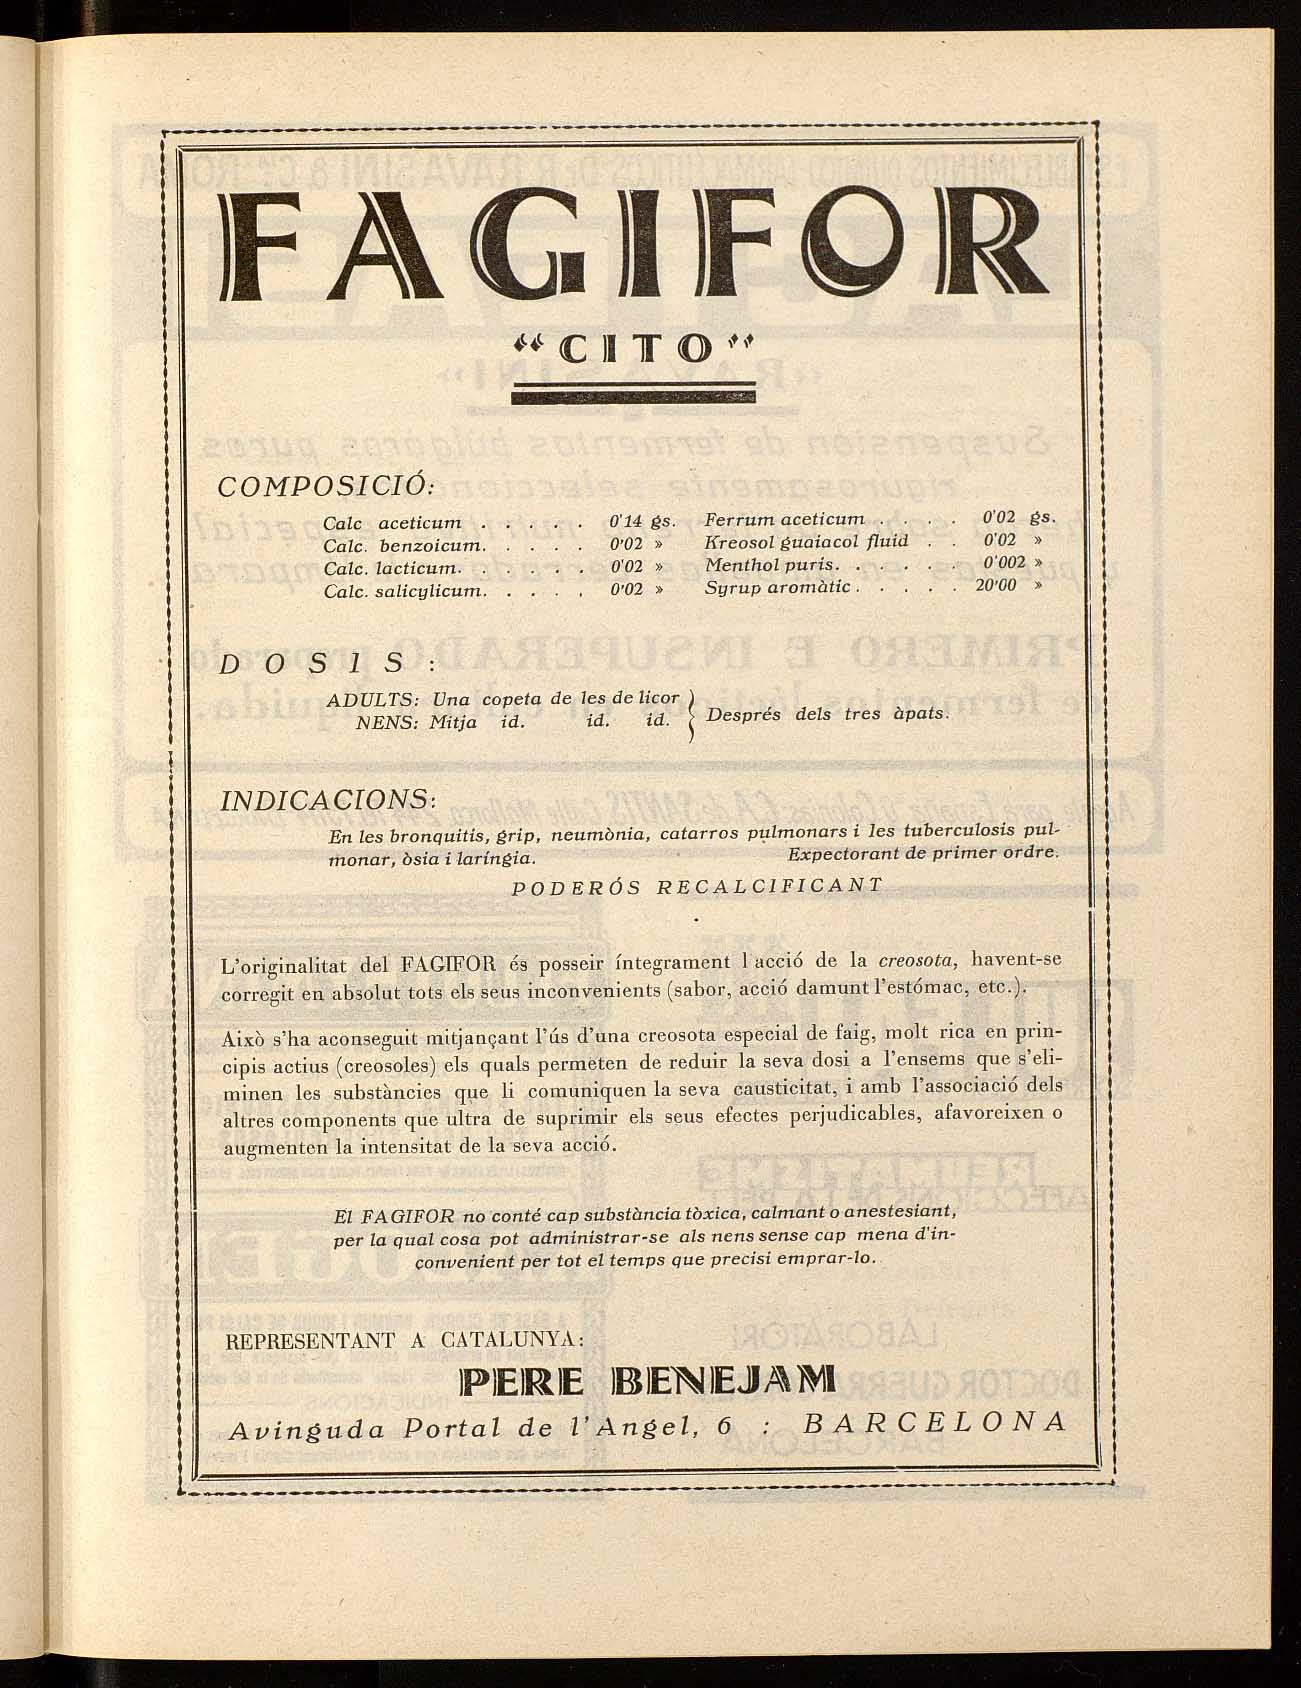 FAGIFOR
“CITO”
COMPOSICIÓ:
Calc aceticum . . . . . 0'14 gs.
Calc. benzoicum. . . . . 0'02 »
Calc. lacticum. . . . . . 0'02 »
Calc. salicylicum. . . . . 0'02 »
Ferrum aceticum . . . . 0'02 gs.
Kreosol guaiacol fluid . . 0'02 »
Menthol puris. . . . . . 0'002 »
Syrup aromàtic . . . . . 20'00 »
DOSIS:
ADULTS: Una copeta de les de licor
NENS: Mitja id. id. id.
Després dels tres àpats.
INDICACIONS:
En les bronquitis, grip, neumònia, catarros pulmonars i les tuberculosis pul-
monar, òsia i laríngia. Expectorant de primer ordre.
PODERÓS RECALCIFICANT
L'originalitat del FAGIFOR és posseir íntegrament l acció de la creosota, havent-se
corregit en absolut tots els seus inconvenients (sabor, acció damunt l'estómac, etc.).
Això s'ha aconseguit mitjançant l'ús d'una creosota especial de faig, molt rica en prin-
cipis actius (creosoles) els quals permeten de reduir la seva dosi a l'ensems que s'eli-
minen les substàncies que li comuniquen la seva causticitat, i amb l'associació dels
altres components que ultra de suprimir els seus efectes perjudicables, afavoreixen o
augmenten la intensitat de la seva acció.
El FAGIFOR no conté cap substància tòxica, calmant o anestesiant,
per la qual cosa pot administrar-se als nens sense cap mena d'in-
convenient per tot el temps que precisi emprar-lo.
REPRESENTANT A CATALUNYA:
PERE BENEJAM
Avinguda Portal de l'Angel, 6 : BARCELONA